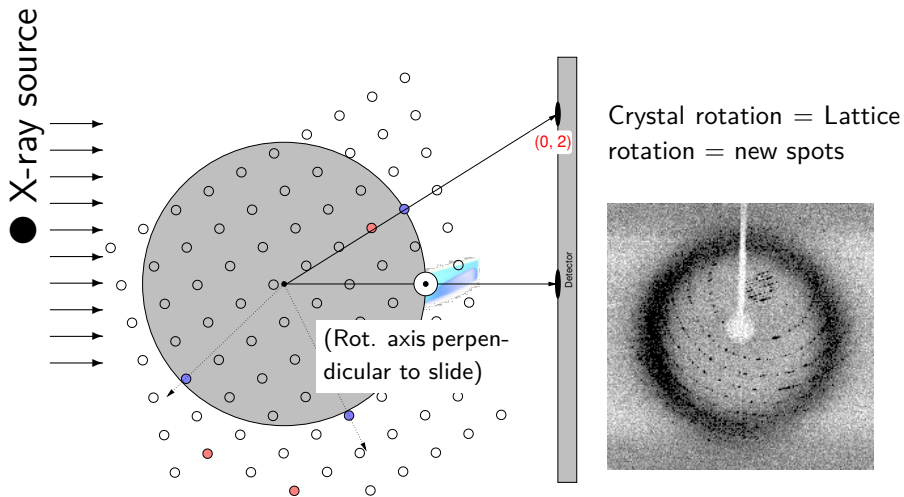 X-ray source
(0, 2)
Detector
(Rot. axis perpen-
dicular to slide)
Crystal rotation = Lattice
rotation = new spots